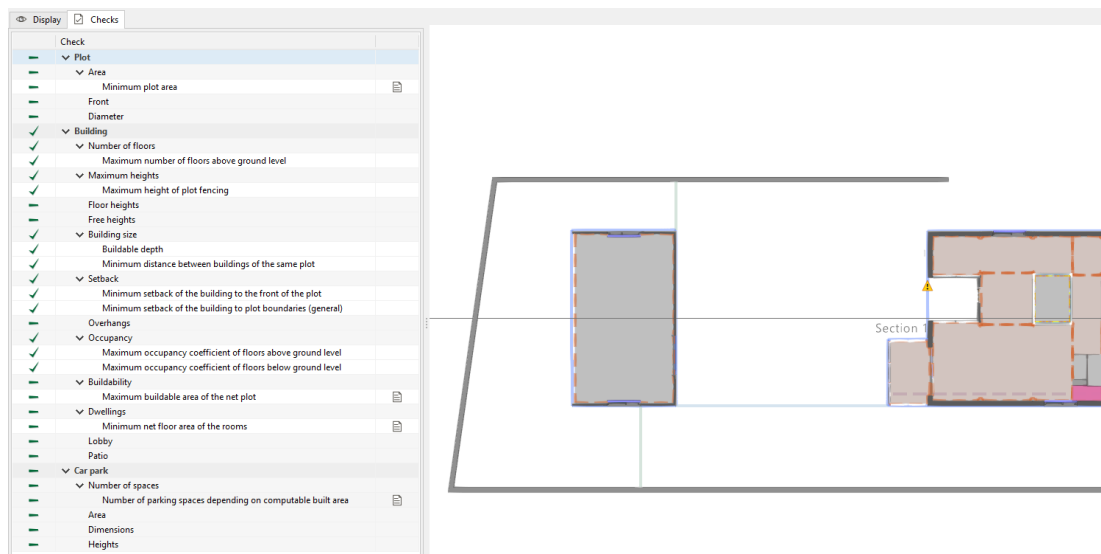 Display
Checks
Check
Plot
Area
Minimum plot area
Front
Diameter
Building
Number of floors
Maximum number of floors above ground level
Maximum heights
Maximum height of plot fencing
Floor heights
Free heights
Building size
Buildable depth
Minimum distance between buildings of the same plot
Setback
Minimum setback of the building to the front of the plot
Minimum setback of the building to plot boundaries (general)
Overhangs
Occupancy
Maximum occupancy coefficient of floors above ground level
Maximum occupancy coefficient of floors below ground level
Buildability
Maximum buildable area of the net plot
Dwellings
Minimum net floor area of the rooms
Lobby
Patio
Car park
Number of spaces
Number of parking spaces depending on computable built area
Area
Dimensions
Heights
Section 1